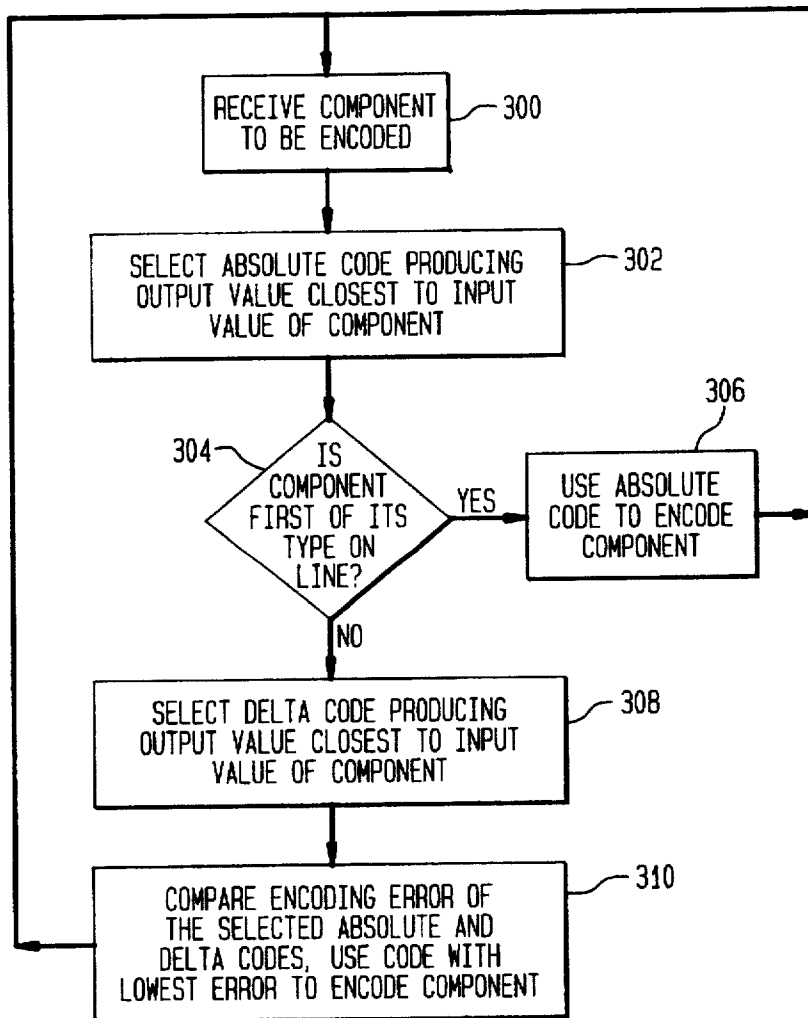 RECEIVE COMPONENT
TO BE ENCODED
300
SELECT ABSOLUTE CODE PRODUCING
OUTPUT VALUE CLOSEST TO INPUT
VALUE OF COMPONENT
302
304
IS
COMPONENT
FIRST OF ITS
TYPE ON
LINE?
YES
306
USE ABSOLUTE
CODE TO ENCODE
COMPONENT
NO
SELECT DELTA CODE PRODUCING
OUTPUT VALUE CLOSEST TO INPUT
VALUE OF COMPONENT
308
COMPARE ENCODING ERROR OF
THE SELECTED ABSOLUTE AND
DELTA CODES, USE CODE WITH
LOWEST ERROR TO ENCODE COMPONENT
310